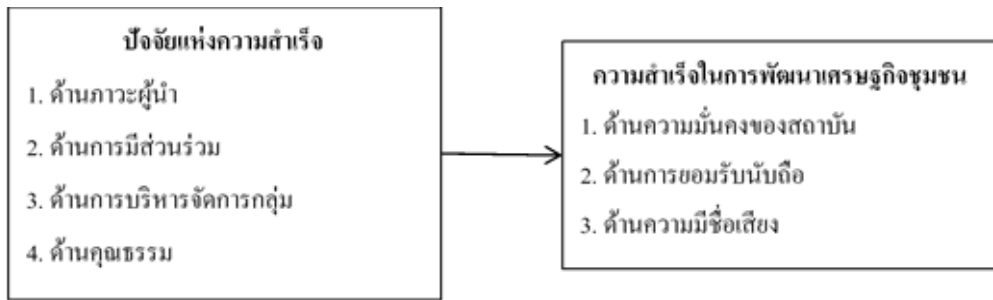 ปัจจัยแห่งความสำเร็จ
1. ด้านภาวะผู้นำ
2. ด้านการมีส่วนร่วม
3. ด้านการบริหารจัดการกลุ่ม
4. ด้านคุณธรรม
ความสำเร็จในการพัฒนาเศรษฐกิจชุมชน
1. ด้านความมั่นคงของสถาบัน
2. ด้านการยอมรับนับถือ
3. ด้านความมีชื่อเสียง